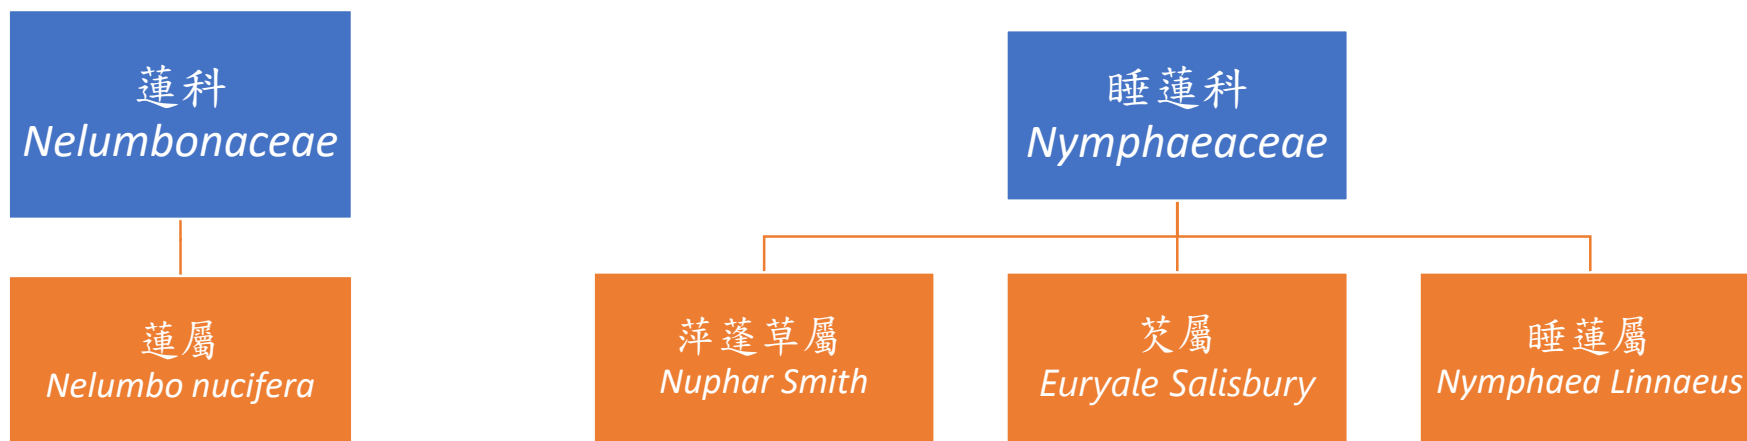 蓮科
Nelumbonaceae
睡蓮科
Nymphaeaceae
蓮屬
Nelumbo nucifera
萍蓬草屬
Nuphar Smith
芡屬
Euryale Salisbury
睡蓮屬
Nymphaea Linnaeus